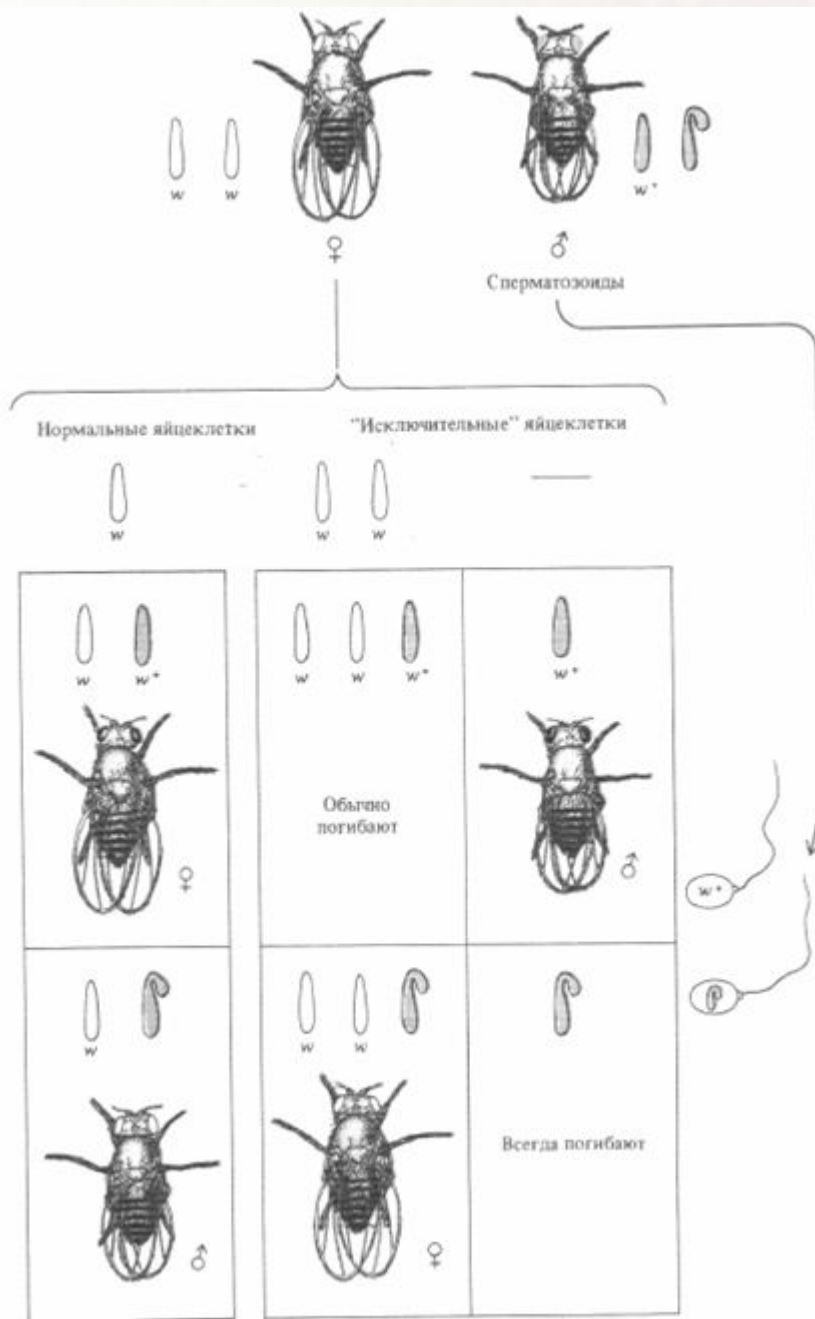 w w
w⁺
♀ ♂
Сперматозоиды
Нормальные яйцеклетки "Исключительные" яйцеклетки
w
w w
w w⁺
w w w⁺
w⁺
♀
Обычно
погибают
♂
w⁺
w
w w
♂
♀
Всегда погибают